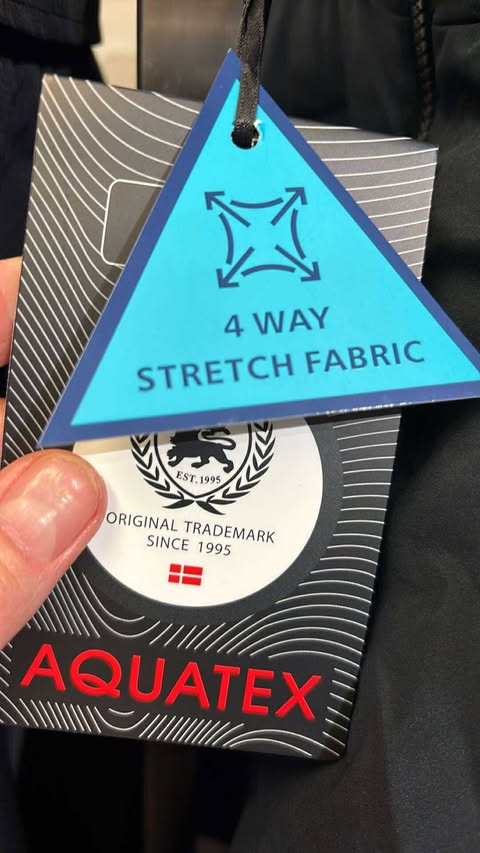 4 WAY
STRETCH FABRIC
EST.1995
ORIGINAL TRADEMARK
SINCE 1995
AQUATEX